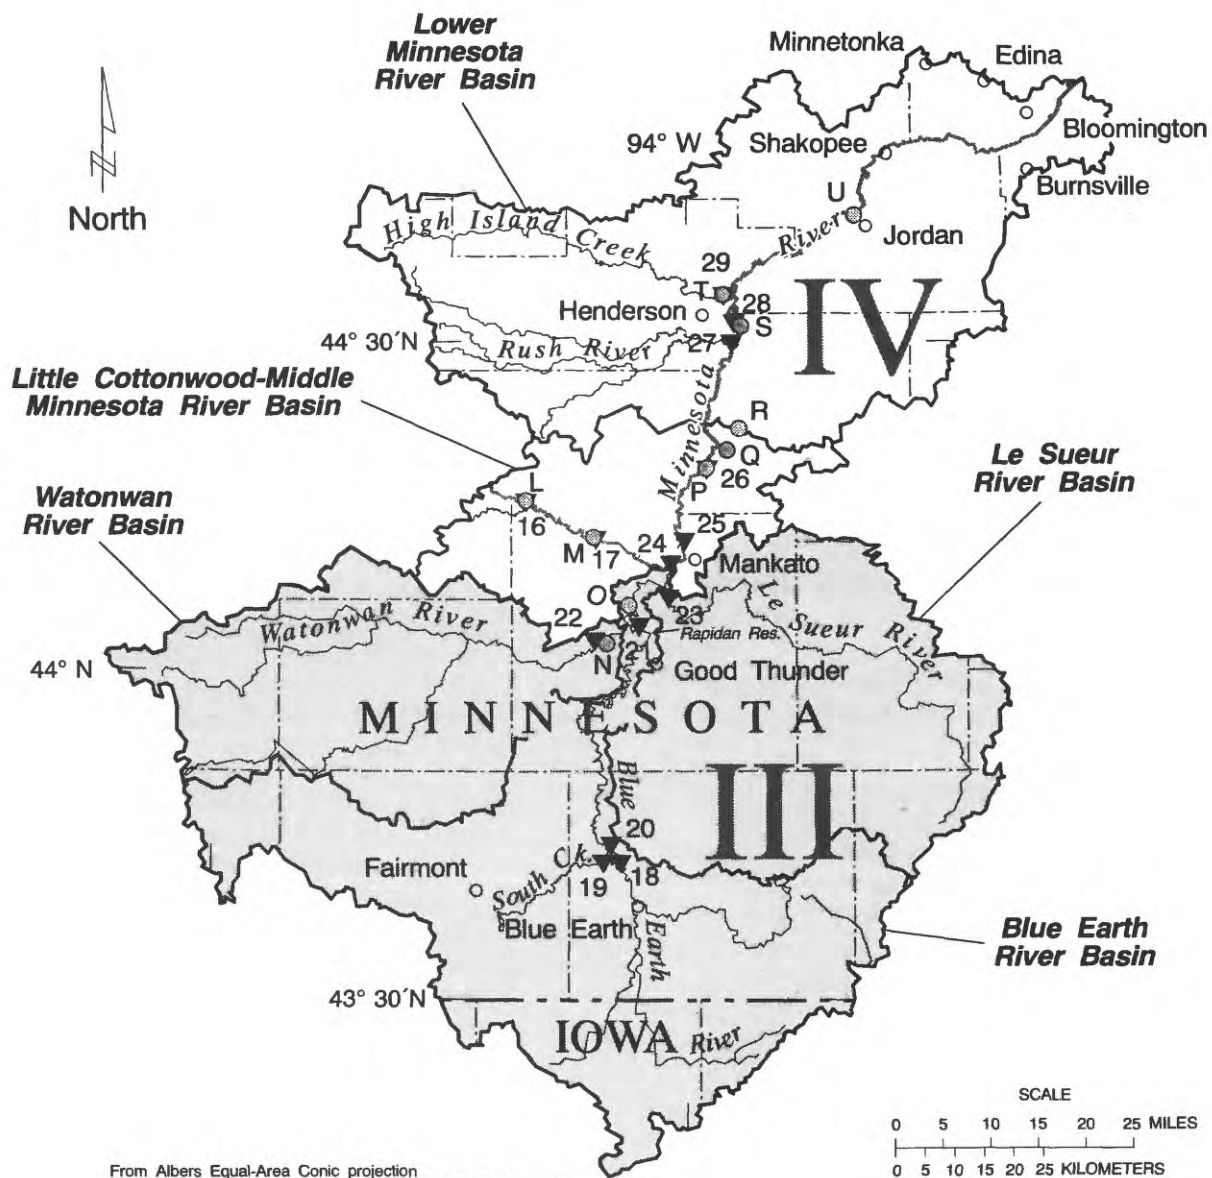 Lower
Minnesota
River Basin
Minnetonka
Edina
94° W
Shakopee
Bloomington
Burnsville
North
U
Jordan
High Island Creek
River
29
T
28
Henderson
S
IV
44° 30′N
Rush River
27
Little Cottonwood-Middle
Minnesota River Basin
Minnesota
R
Q
26
P
Le Sueur
River Basin
Watonwan
River Basin
L
16
M
17
25
24
Mankato
O
23
22
Watonwan River
Le Sueur River
Rapidan Res.
N
44° N
Good Thunder
MINNESOTA
Blue
III
20
Fairmont
South Ck.
19
18
Blue Earth
Earth
Blue Earth
River Basin
43° 30′N
IOWA
River
SCALE
0 5 10 15 20 25 MILES
0 5 10 15 20 25 KILOMETERS
From Albers Equal-Area Conic projection